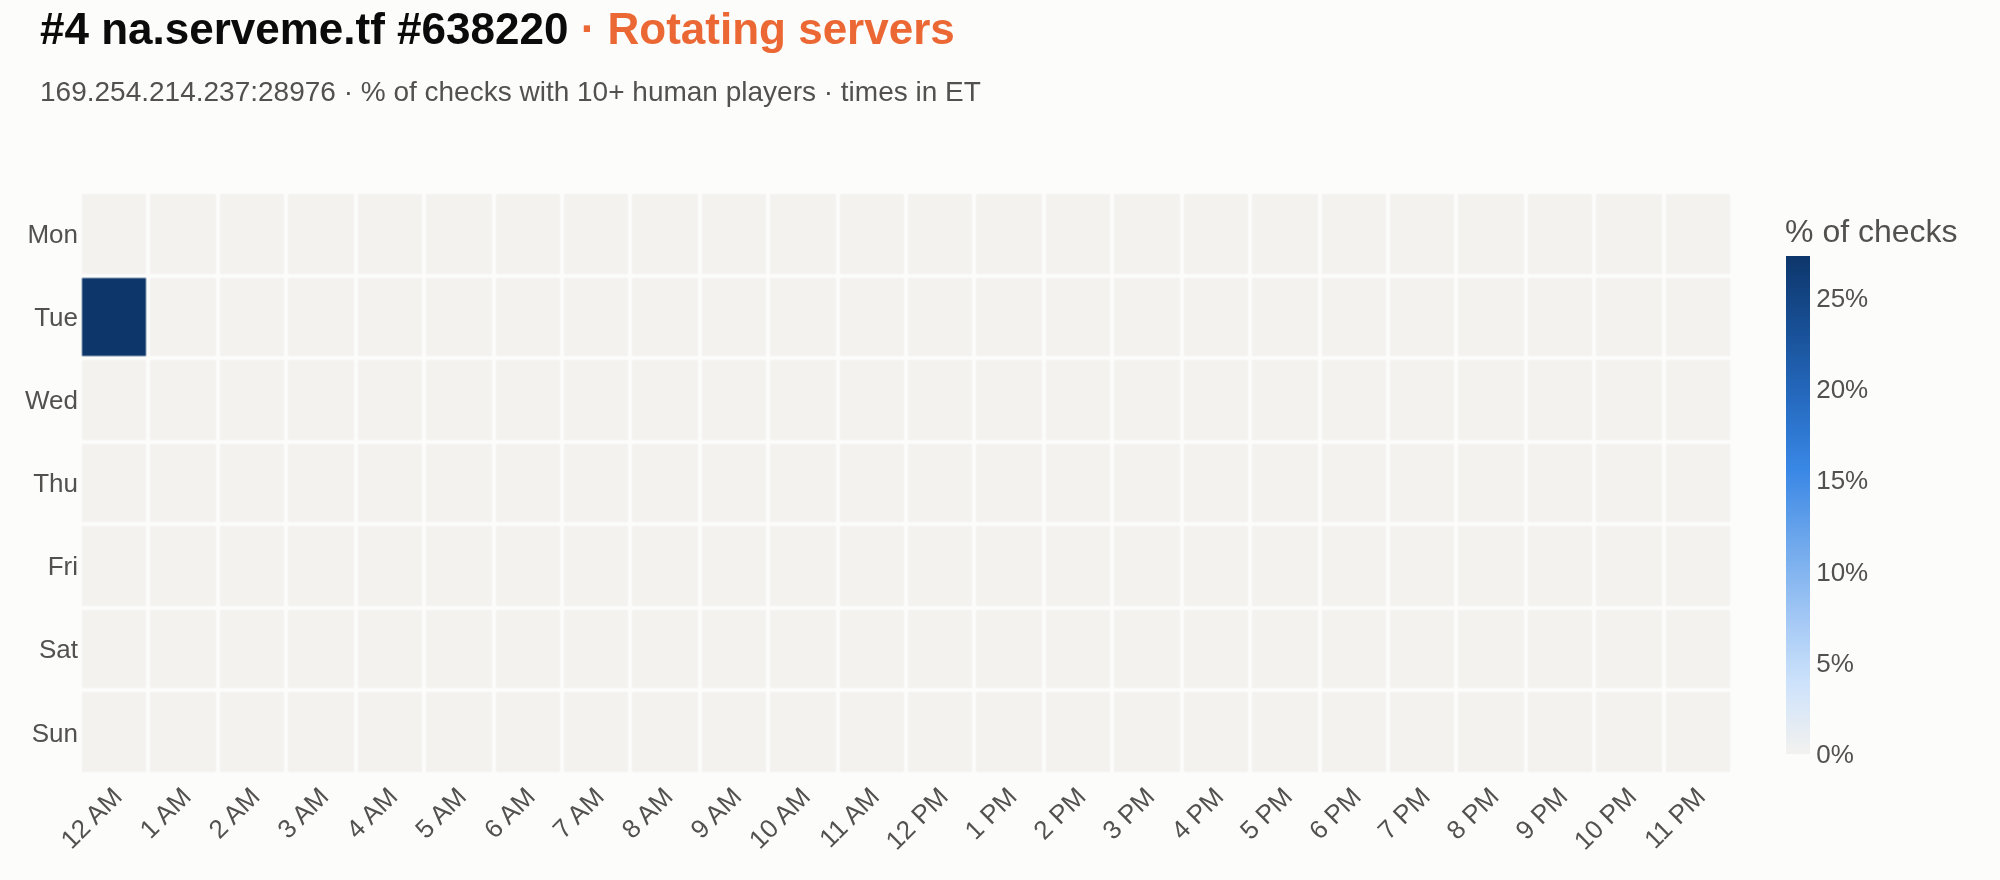 #4 na.serveme.tf #638220 · Rotating servers
169.254.214.237:28976 · % of checks with 10+ human players · times in ET
% of checks
Mon
Tue
Wed
Thu
Fri
Sat
Sun
25%
20%
15%
10%
5%
0%
12 AM
1 AM
2 AM
3 AM
4 AM
5 AM
6 AM
7 AM
8 AM
9 AM
10 AM
11 AM
12 PM
1 PM
2 PM
3 PM
4 PM
5 PM
6 PM
7 PM
8 PM
9 PM
10 PM
11 PM